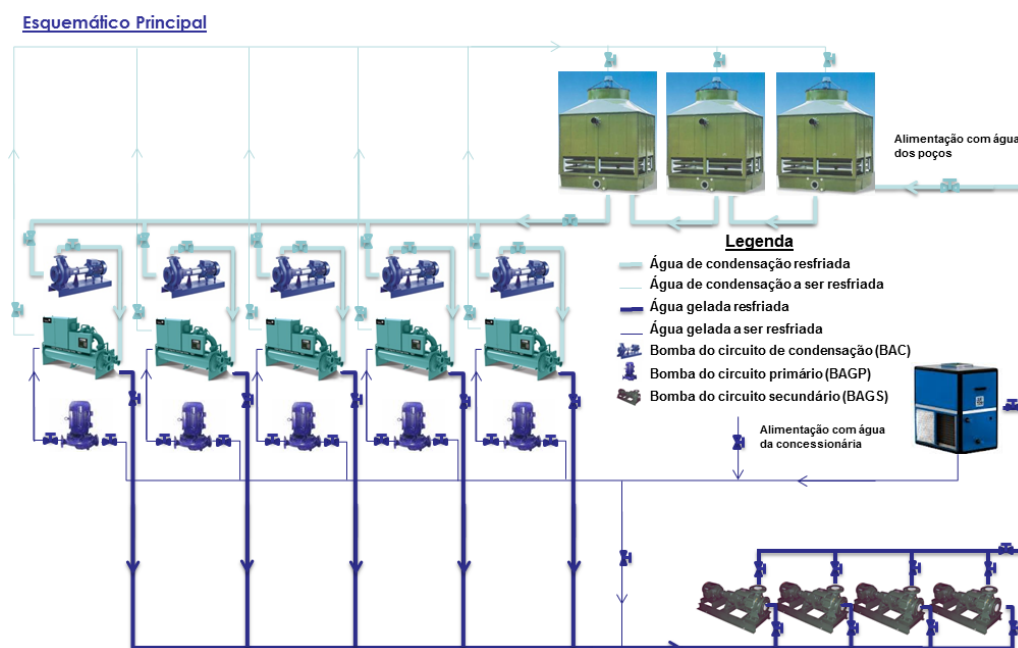 Esquemático Principal
Alimentação com água
dos poços
Legenda
Água de condensação resfriada
Água de condensação a ser resfriada
Água gelada resfriada
Água gelada a ser resfriada
Bomba do circuito de condensação (BAC)
Bomba do circuito primário (BAGP)
Bomba do circuito secundário (BAGS)
Alimentação com água
da concessionária